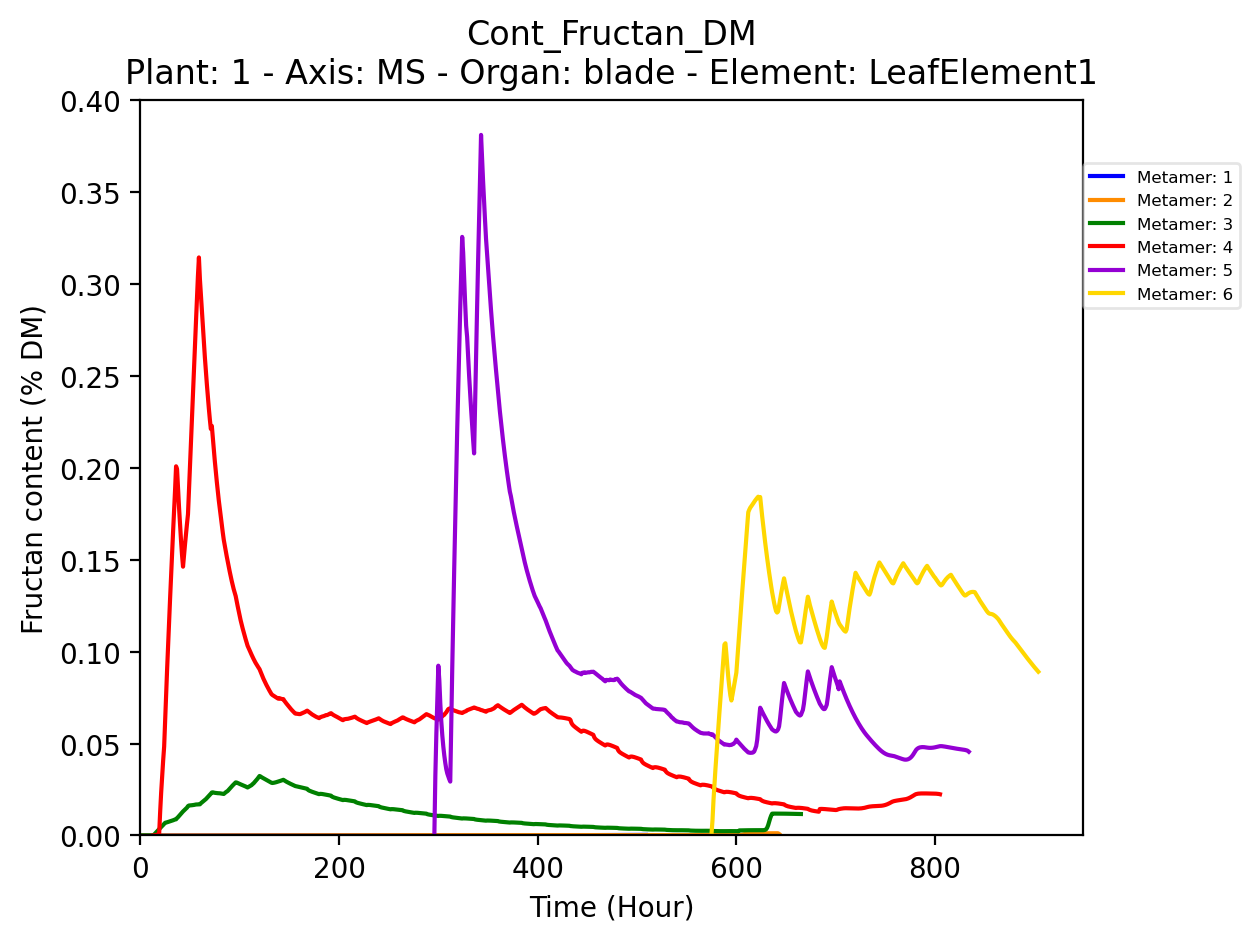 Cont_Fructan_DM
Plant: 1 - Axis: MS - Organ: blade - Element: LeafElement1
Fructan content (% DM)
0.40
0.35
0.30
0.25
0.20
0.15
0.10
0.05
0.00
0
200
400
600
800
Time (Hour)
Metamer: 1
Metamer: 2
Metamer: 3
Metamer: 4
Metamer: 5
Metamer: 6